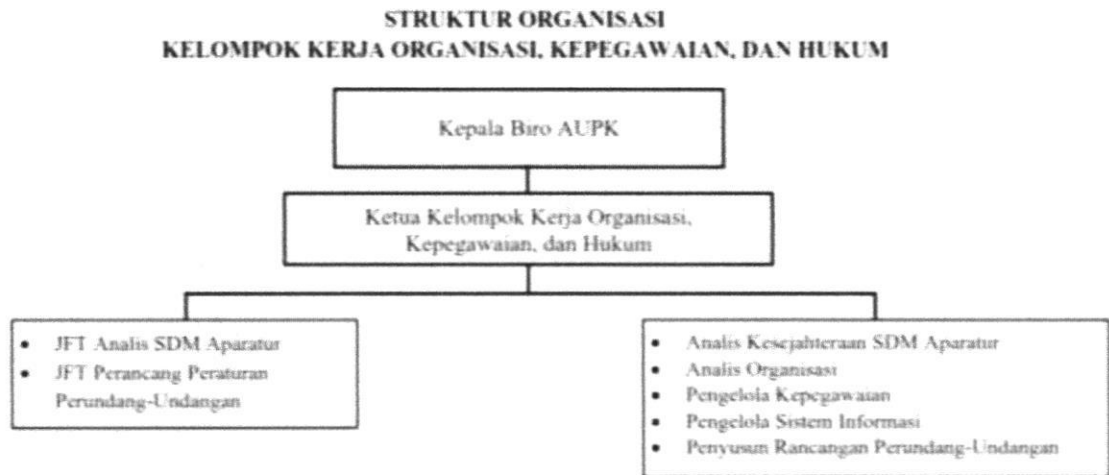 STRUKTUR ORGANISASI
KELOMPOK KERJA ORGANISASI, KEPEGAWAIAN, DAN HUKUM
Kepala Biro AUPK
Ketua Kelompok Kerja Organisasi,
Kepegawaian, dan Hukum
• JFT Analis SDM Aparatur
• JFT Perancang Peraturan
Perundang-Undangan
• Analis Kesejahteraan SDM Aparatur
• Analis Organisasi
• Pengelola Kepegawaian
• Pengelola Sistem Informasi
• Penyusun Rancangan Perundang-Undangan